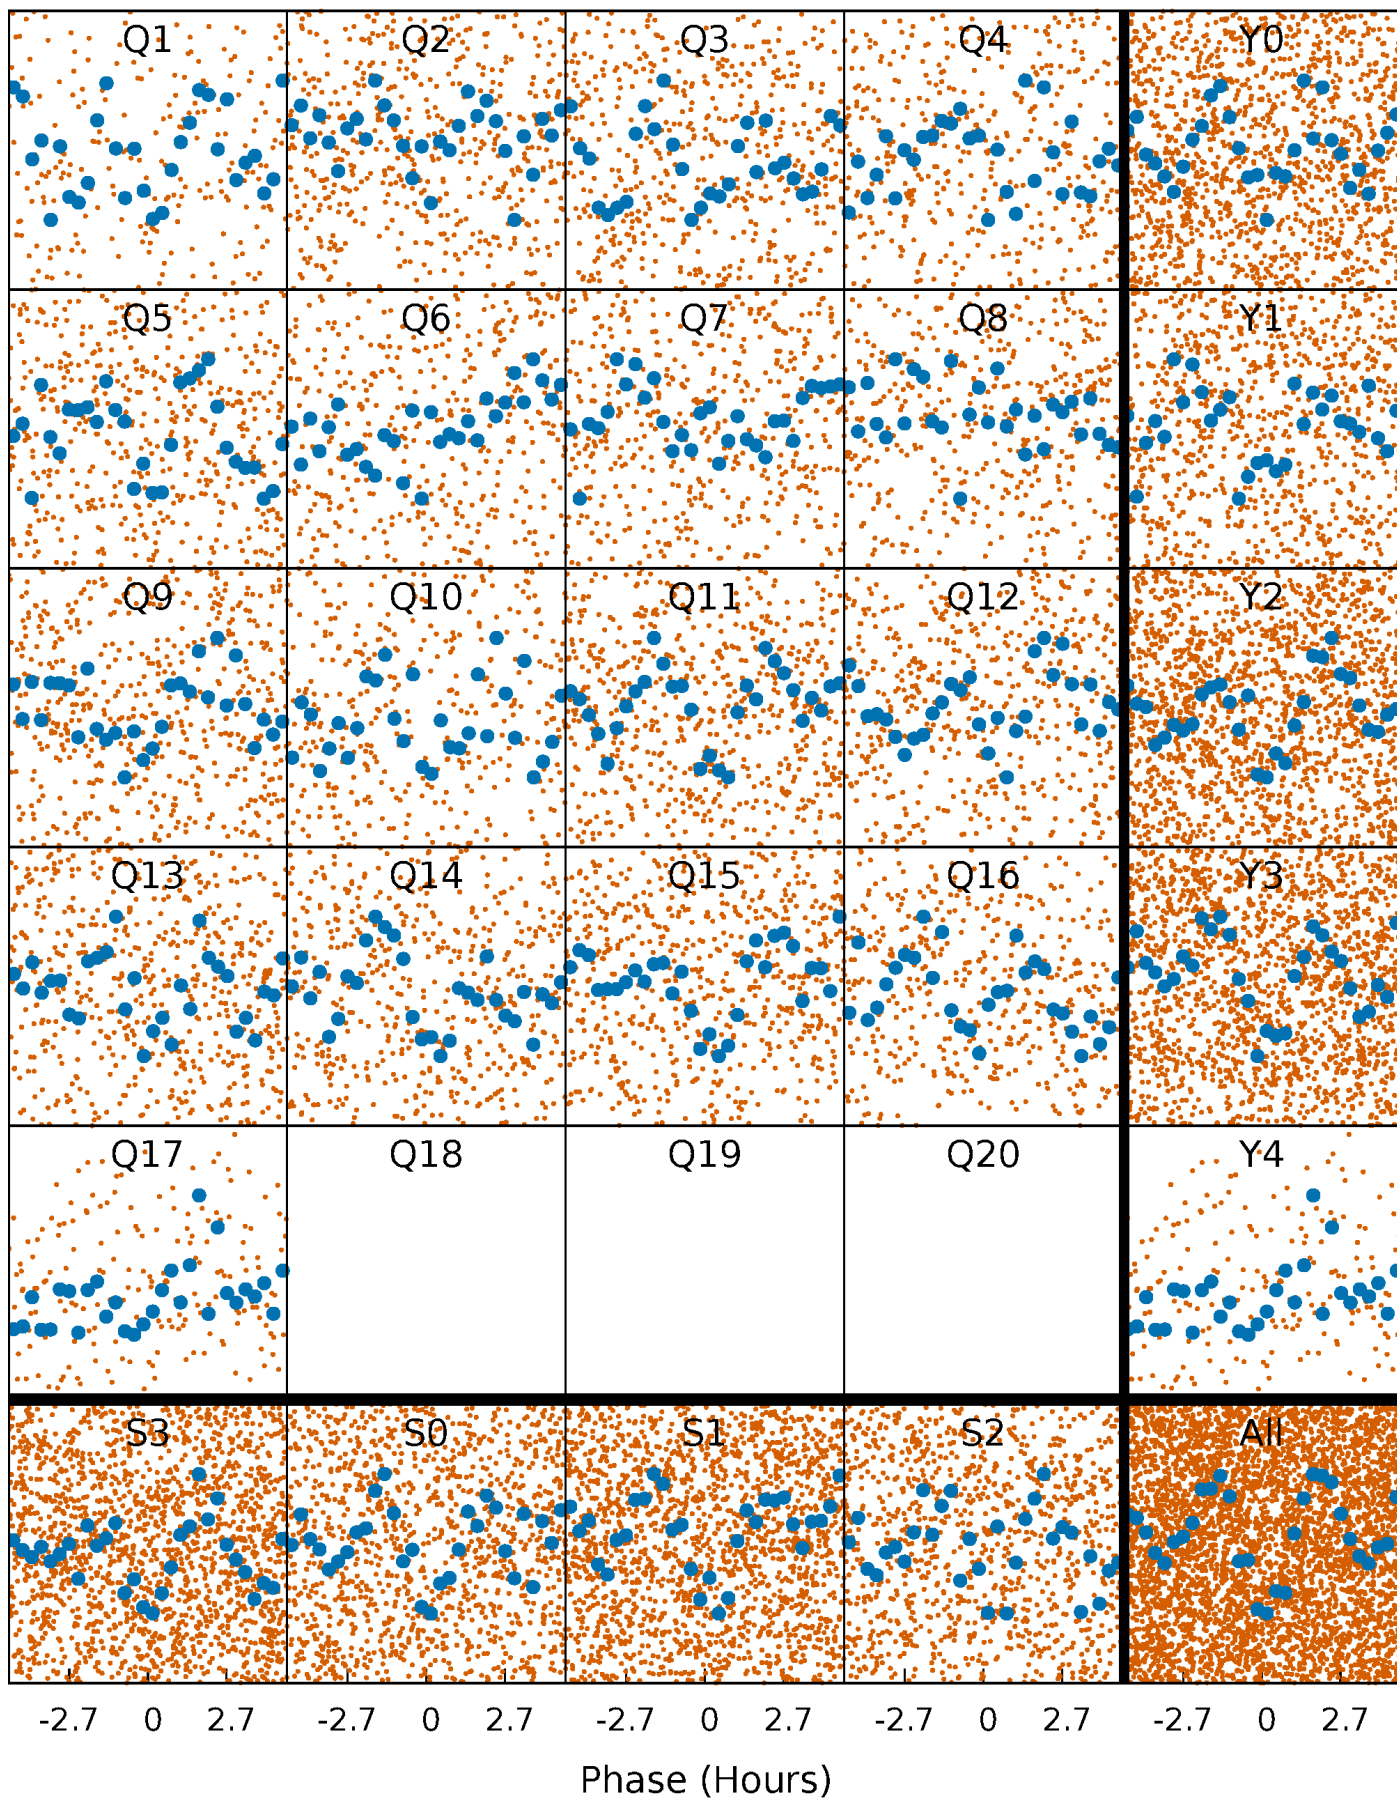 Q1 Q2 Q3 Q4 Y0
Q5 Q6 Q7 Q8 Y1
Q9 Q10 Q11 Q12 Y2
Q13 Q14 Q15 Q16 Y3
Q17 Q18 Q19 Q20 Y4
S3 S0 S1 S2 All
-2.7 0 2.7 -2.7 0 2.7 -2.7 0 2.7 -2.7 0 2.7 -2.7 0 2.7
Phase (Hours)